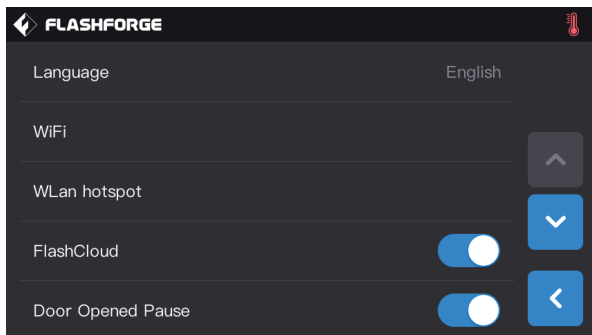 FLASHFORGE
Language English
WiFi
WLan hotspot
FlashCloud
Door Opened Pause